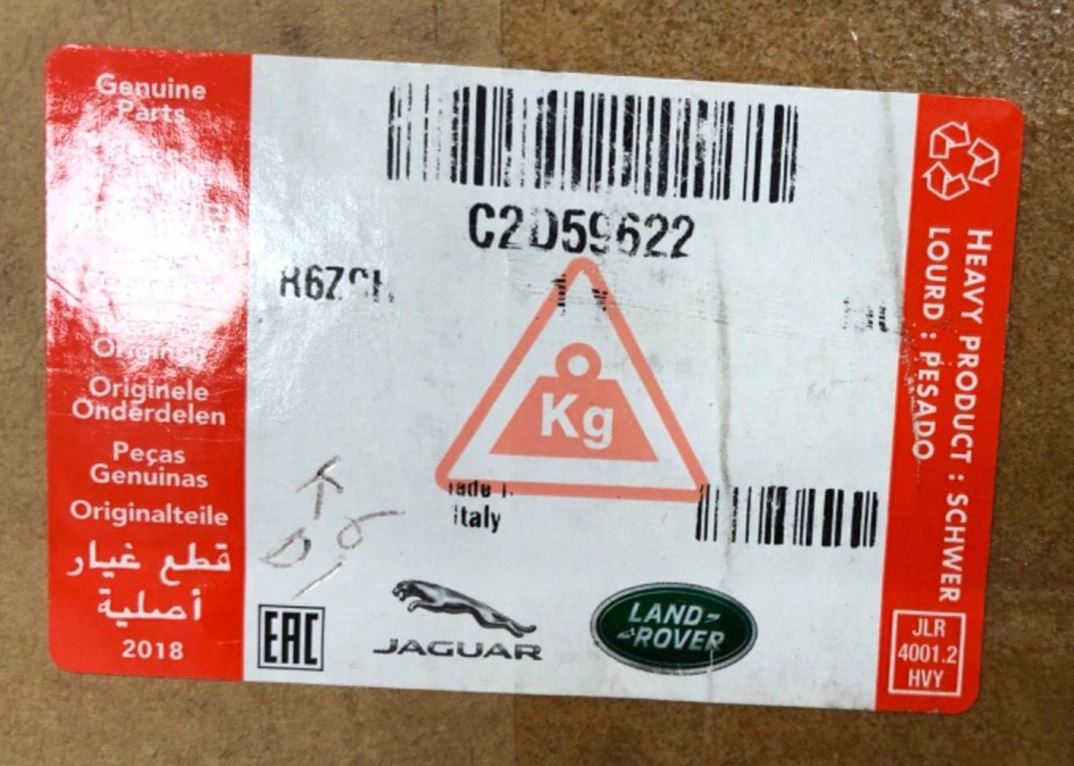 Genuine
Parts
Originele
Onderdelen
Peças
Genuinas
Originalteile
قطع غيار
أصلية
2018
C2D59622
Kg
Italy
EAC
JAGUAR
LAND-
-ROVER
HEAVY PRODUCT : SCHWER
LOURD : PESADO
JLR
4001.2
HVY